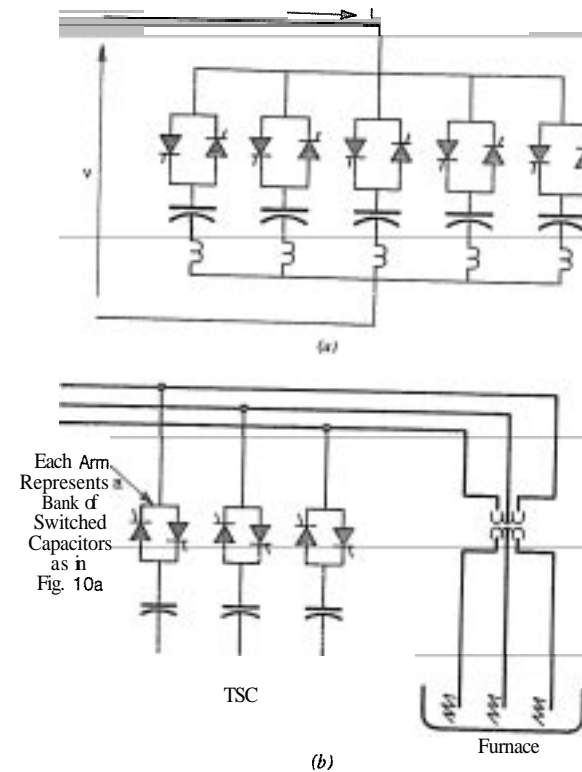 i
v
(a)
Each Arm
Represents a
Bank of
Switched
Capacitors
as in
Fig. 10a
TSC
Furnace
(b)